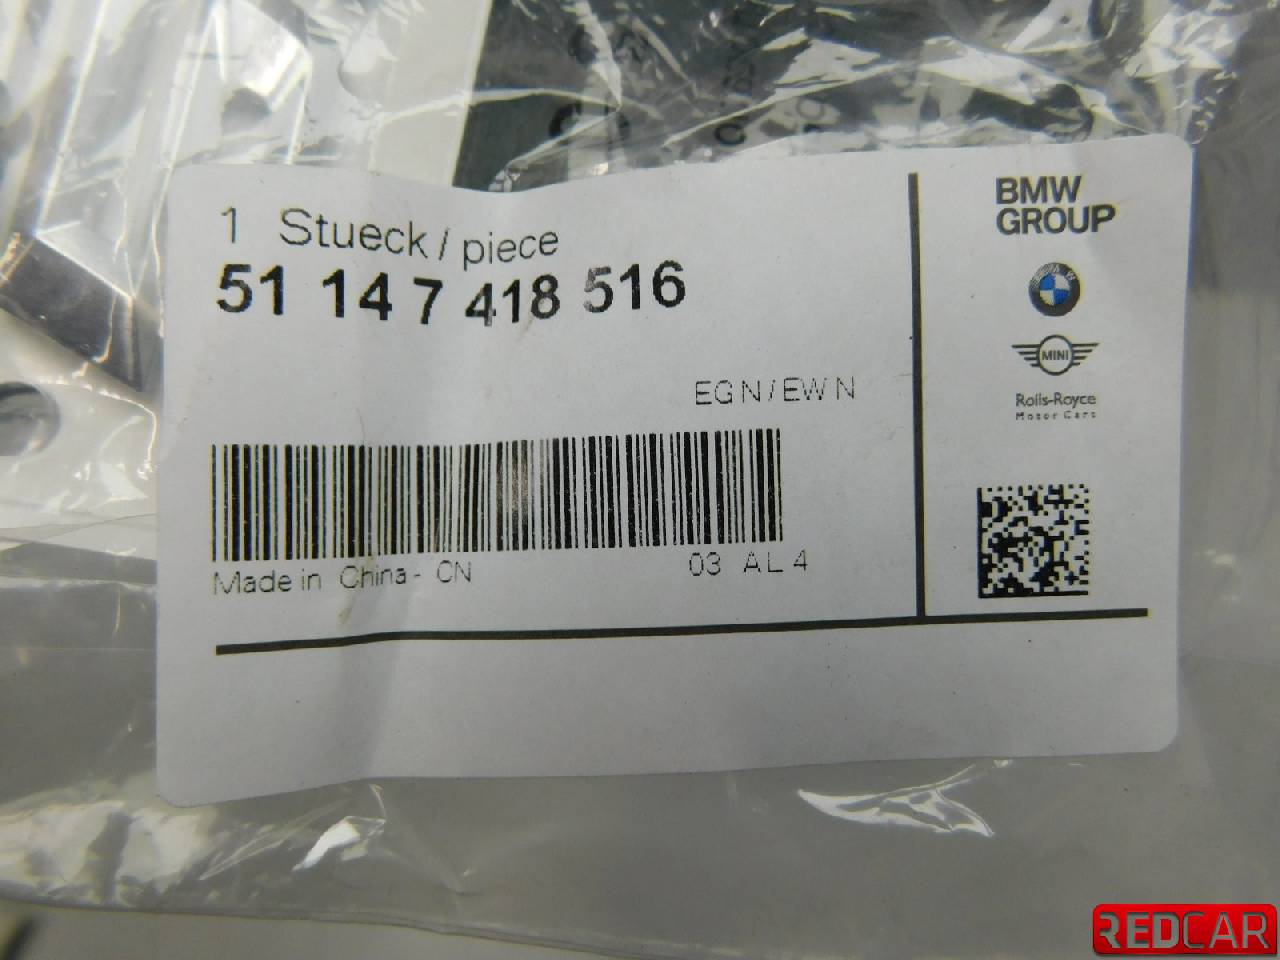 1 Stueck / piece
51 14 7 418 516
EG N / EW N
Made in China - CN
03 AL 4
BMW
GROUP
BMW
MINI
Rolls-Royce
Motor Cars
REDCAR